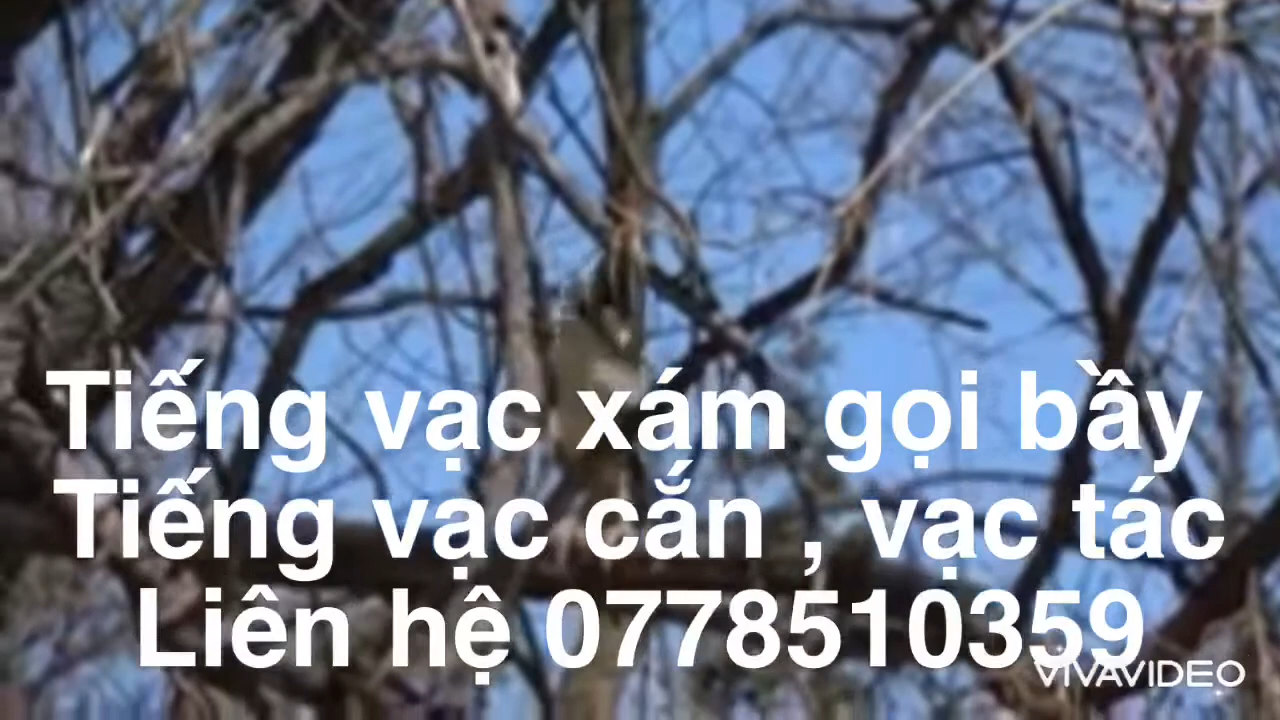 Tiếng vạc xám gọi bầy
Tiếng vạc cắn , vạc tác
Liên hệ 0778510359
VIVAVIDEO